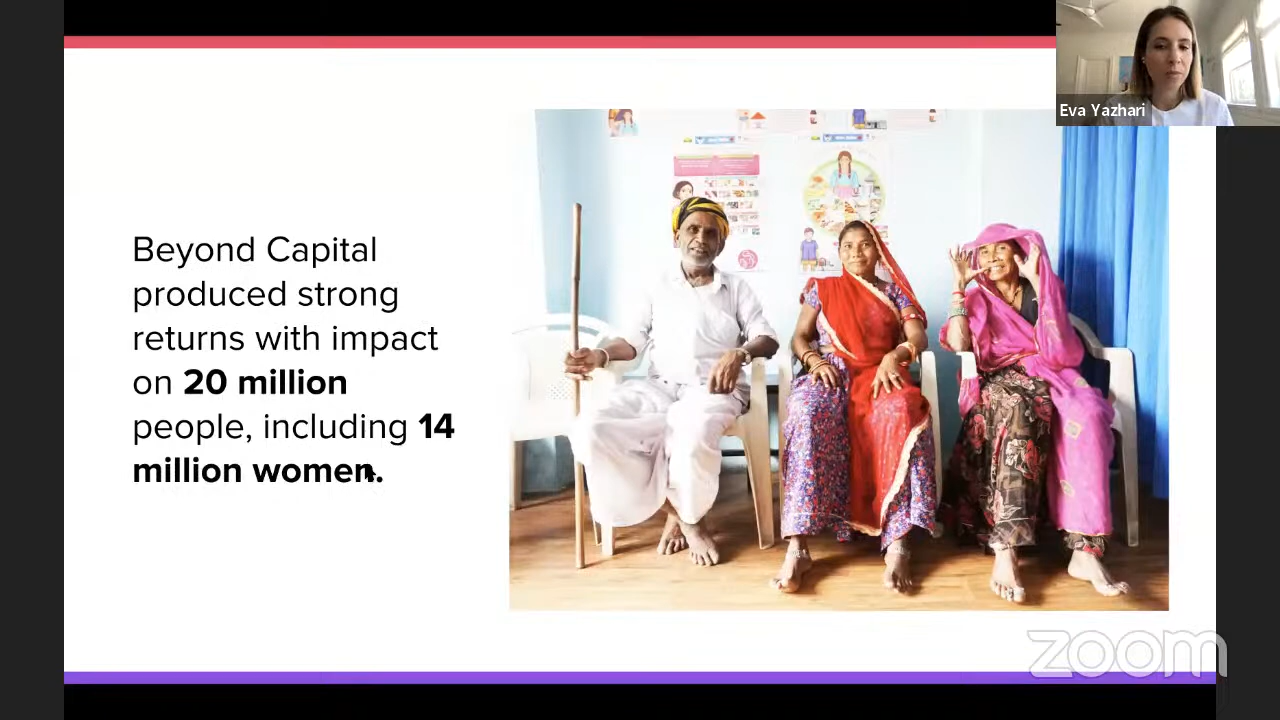 Eva Yazhari
Beyond Capital
produced strong
returns with impact
on 20 million
people, including 14
million women.
zoom